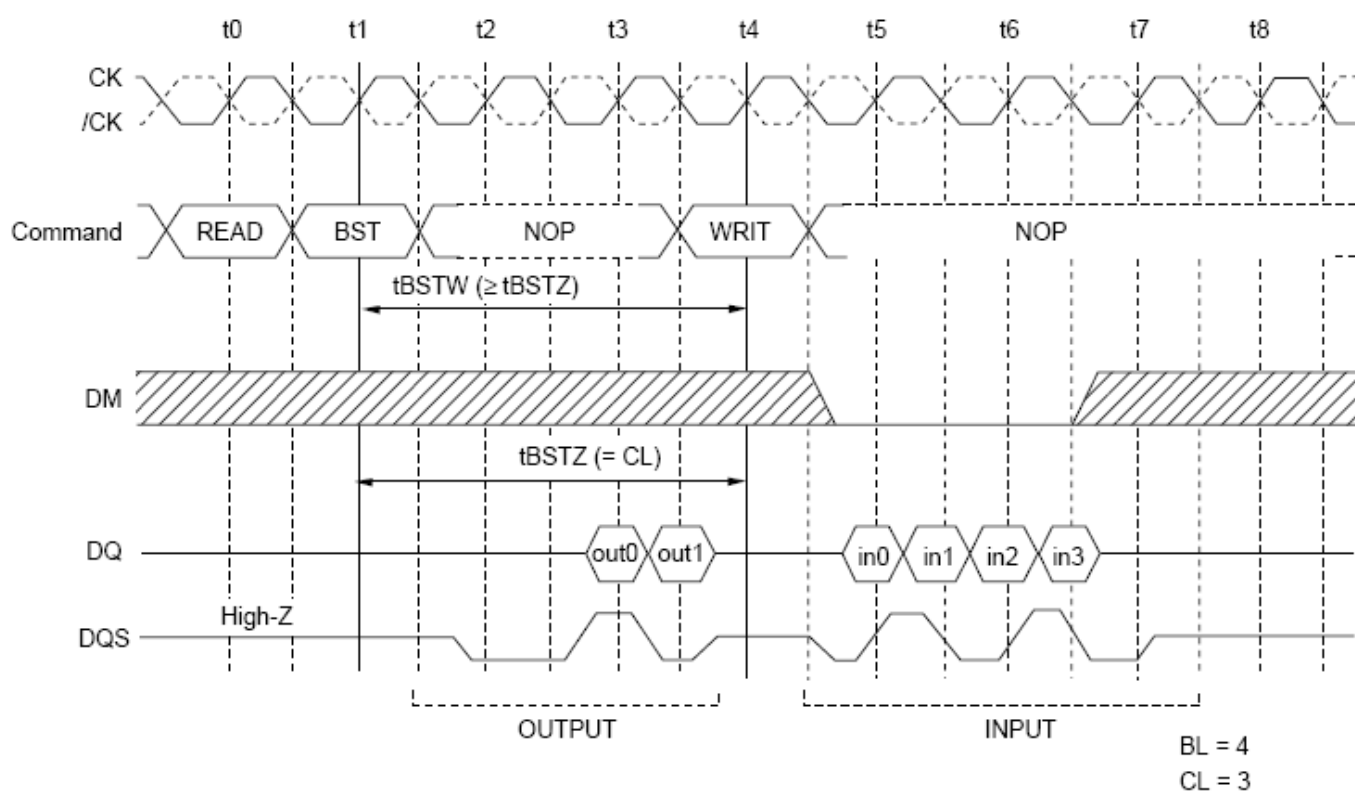 t0 t1 t2 t3 t4 t5 t6 t7 t8
CK
/CK
Command READ BST NOP WRIT NOP
tBSTW (≥ tBSTZ)
DM
tBSTZ (= CL)
DQ out0 out1 in0 in1 in2 in3
High-Z
DQS
OUTPUT INPUT
BL = 4
CL = 3